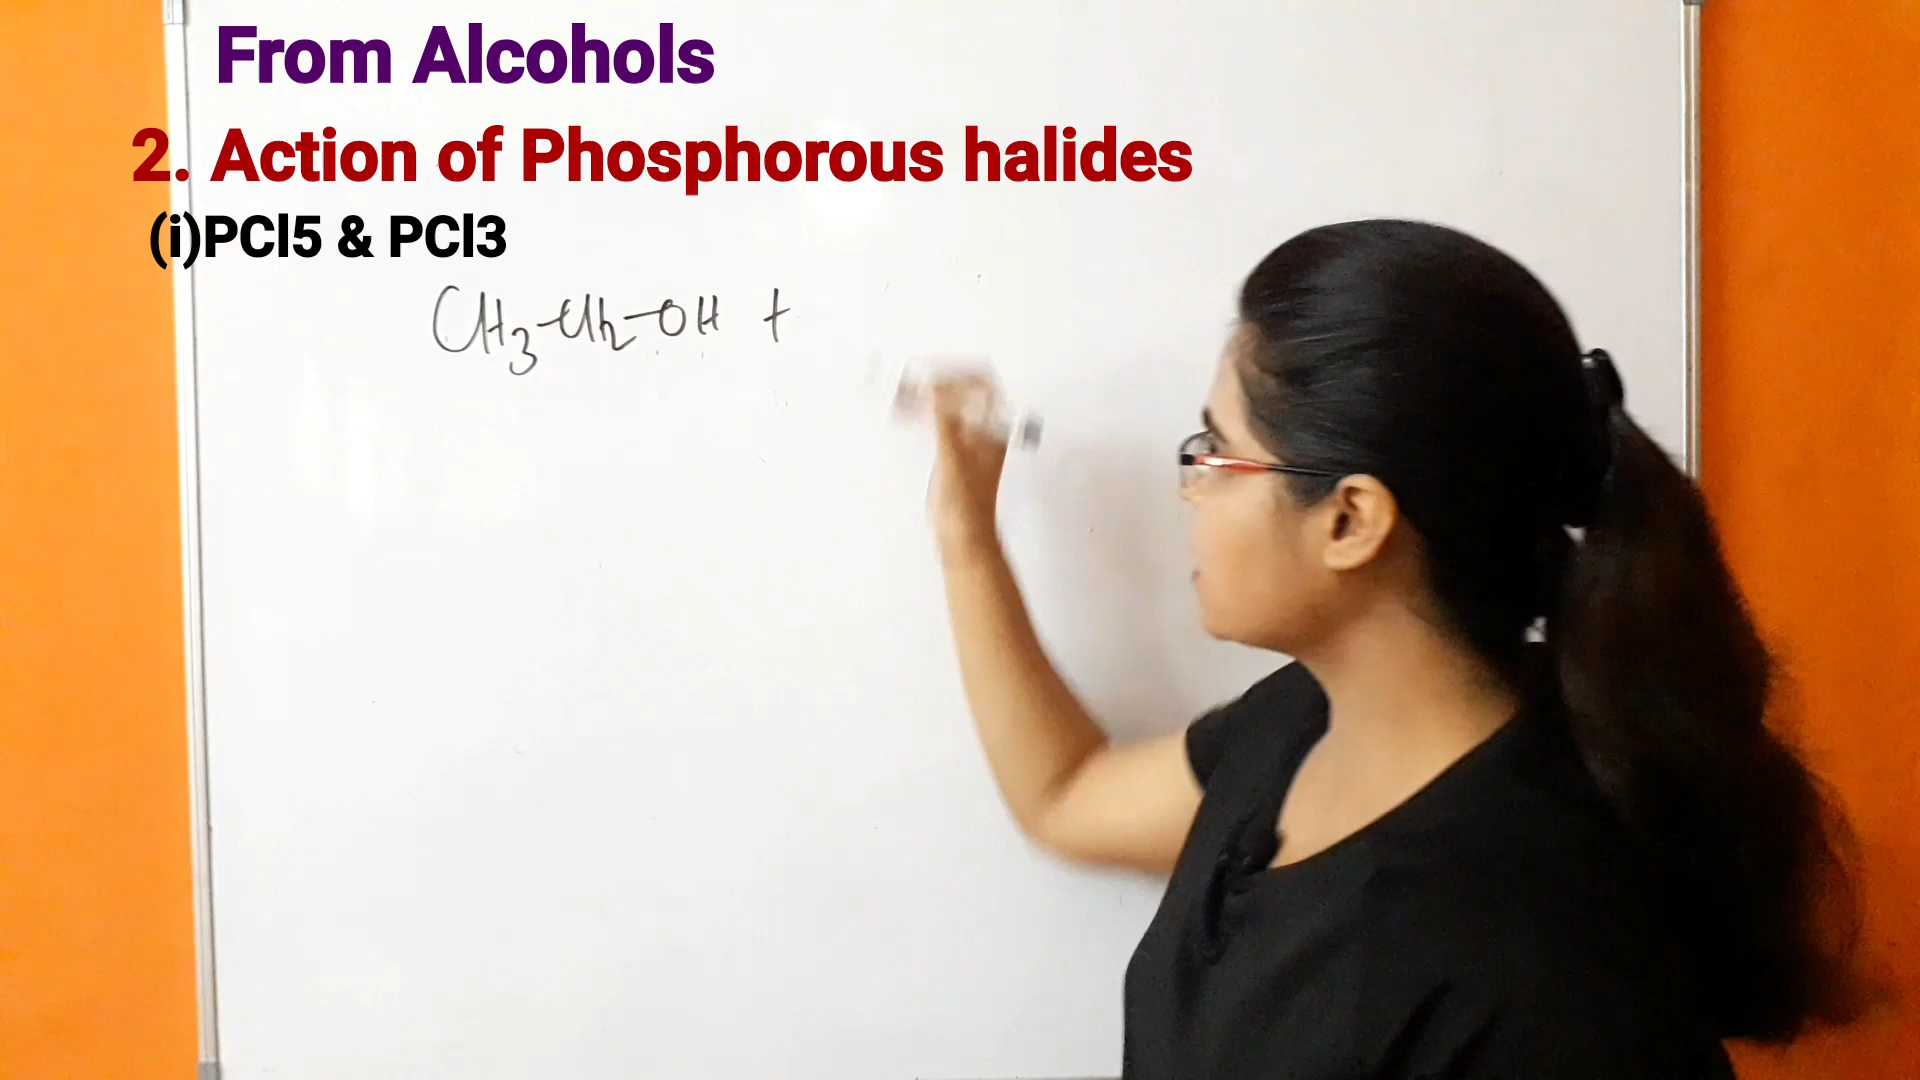 From Alcohols
2. Action of Phosphorous halides
(i)PCl5 & PCl3
CH3-CH2-OH +